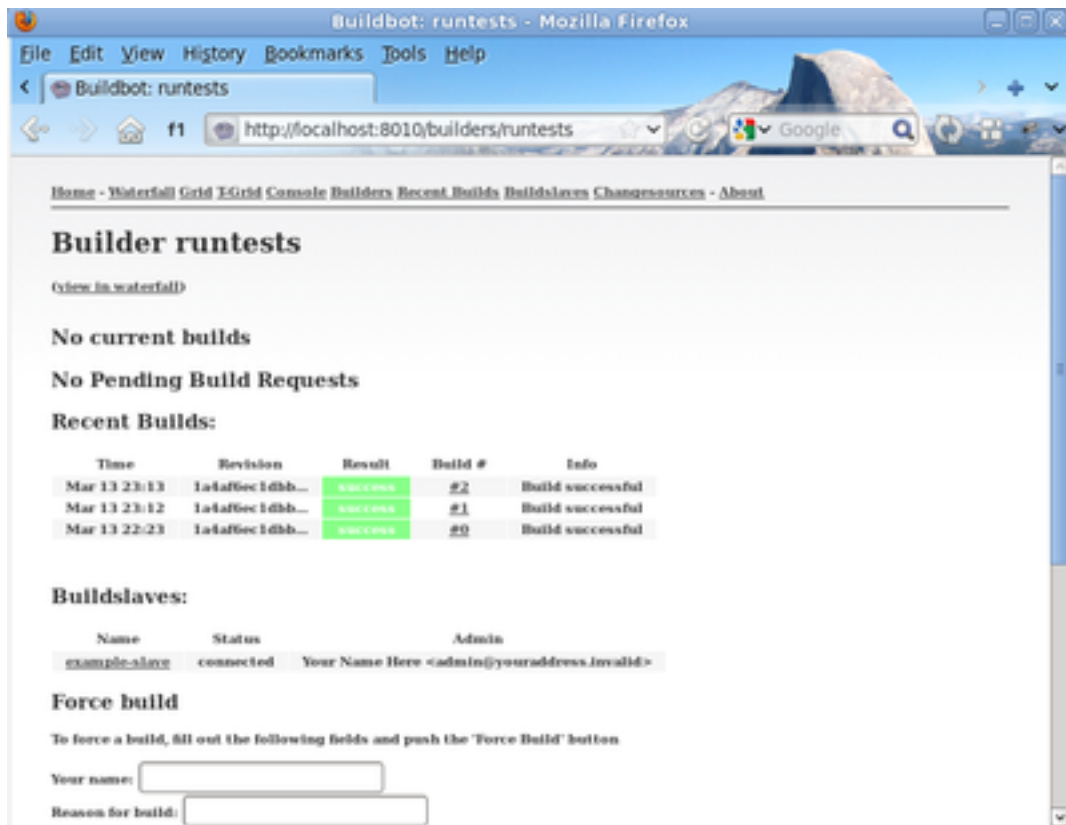 Buildbot: runtests - Mozilla Firefox
File Edit View History Bookmarks Tools Help
Buildbot: runtests
f1 http://localhost:8010/builders/runtests Google
Home - Waterfall Grid T-Grid Console Builders Recent Builds Buildslaves Changesources - About
Builder runtests
(view in waterfall)
No current builds
No Pending Build Requests
Recent Builds:
Time Revision Result Build # Info
Mar 13 23:13 1a4af6ec1dbb... success #2 Build successful
Mar 13 23:12 1a4af6ec1dbb... success #1 Build successful
Mar 13 22:23 1a4af6ec1dbb... success #0 Build successful
Buildslaves:
Name Status Admin
example-slave connected Your Name Here <admin@youraddress.invalid>
Force build
To force a build, fill out the following fields and push the 'Force Build' button
Your name:
Reason for build: